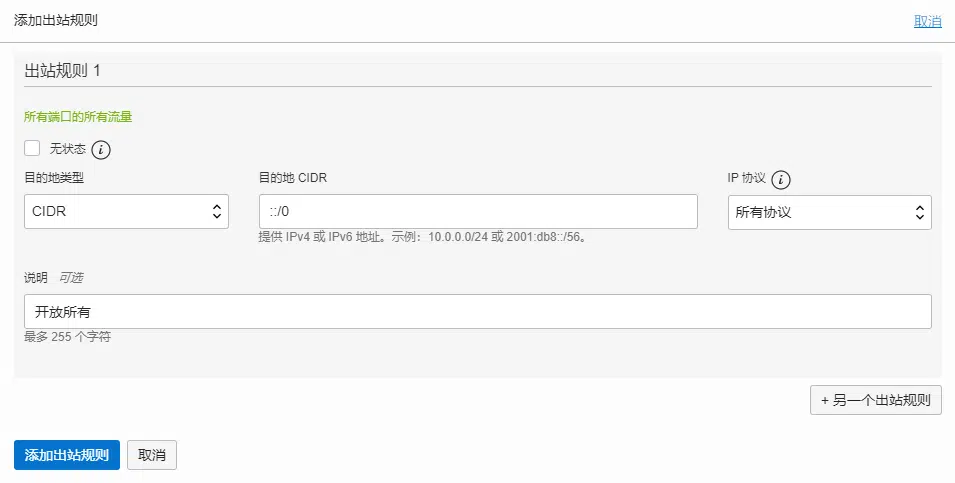 添加出站规则 取消
出站规则 1
所有端口的所有流量
无状态
目的地类型 目的地 CIDR IP 协议
CIDR ::/0 所有协议
提供 IPv4 或 IPv6 地址。示例：10.0.0.0/24 或 2001:db8::/56。
说明 可选
开放所有
最多 255 个字符
+ 另一个出站规则
添加出站规则 取消